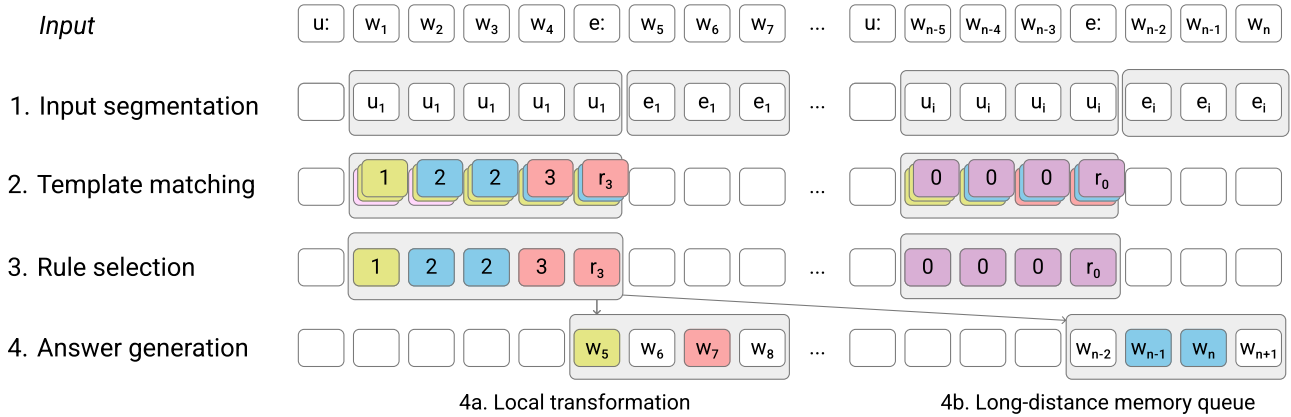 Input u: w₁ w₂ w₃ w₄ e: w₅ w₆ w₇ ... u: wₙ₋₅ wₙ₋₄ wₙ₋₃ e: wₙ₋₂ wₙ₋₁ wₙ
1. Input segmentation u₁ u₁ u₁ u₁ u₁ e₁ e₁ e₁ ... uᵢ uᵢ uᵢ uᵢ eᵢ eᵢ eᵢ
2. Template matching 1 2 2 3 r₃ ... 0 0 0 r₀
3. Rule selection 1 2 2 3 r₃ ... 0 0 0 r₀
4. Answer generation w₅ w₆ w₇ w₈ ... wₙ₋₂ wₙ₋₁ wₙ wₙ₊₁
4a. Local transformation 4b. Long-distance memory queue